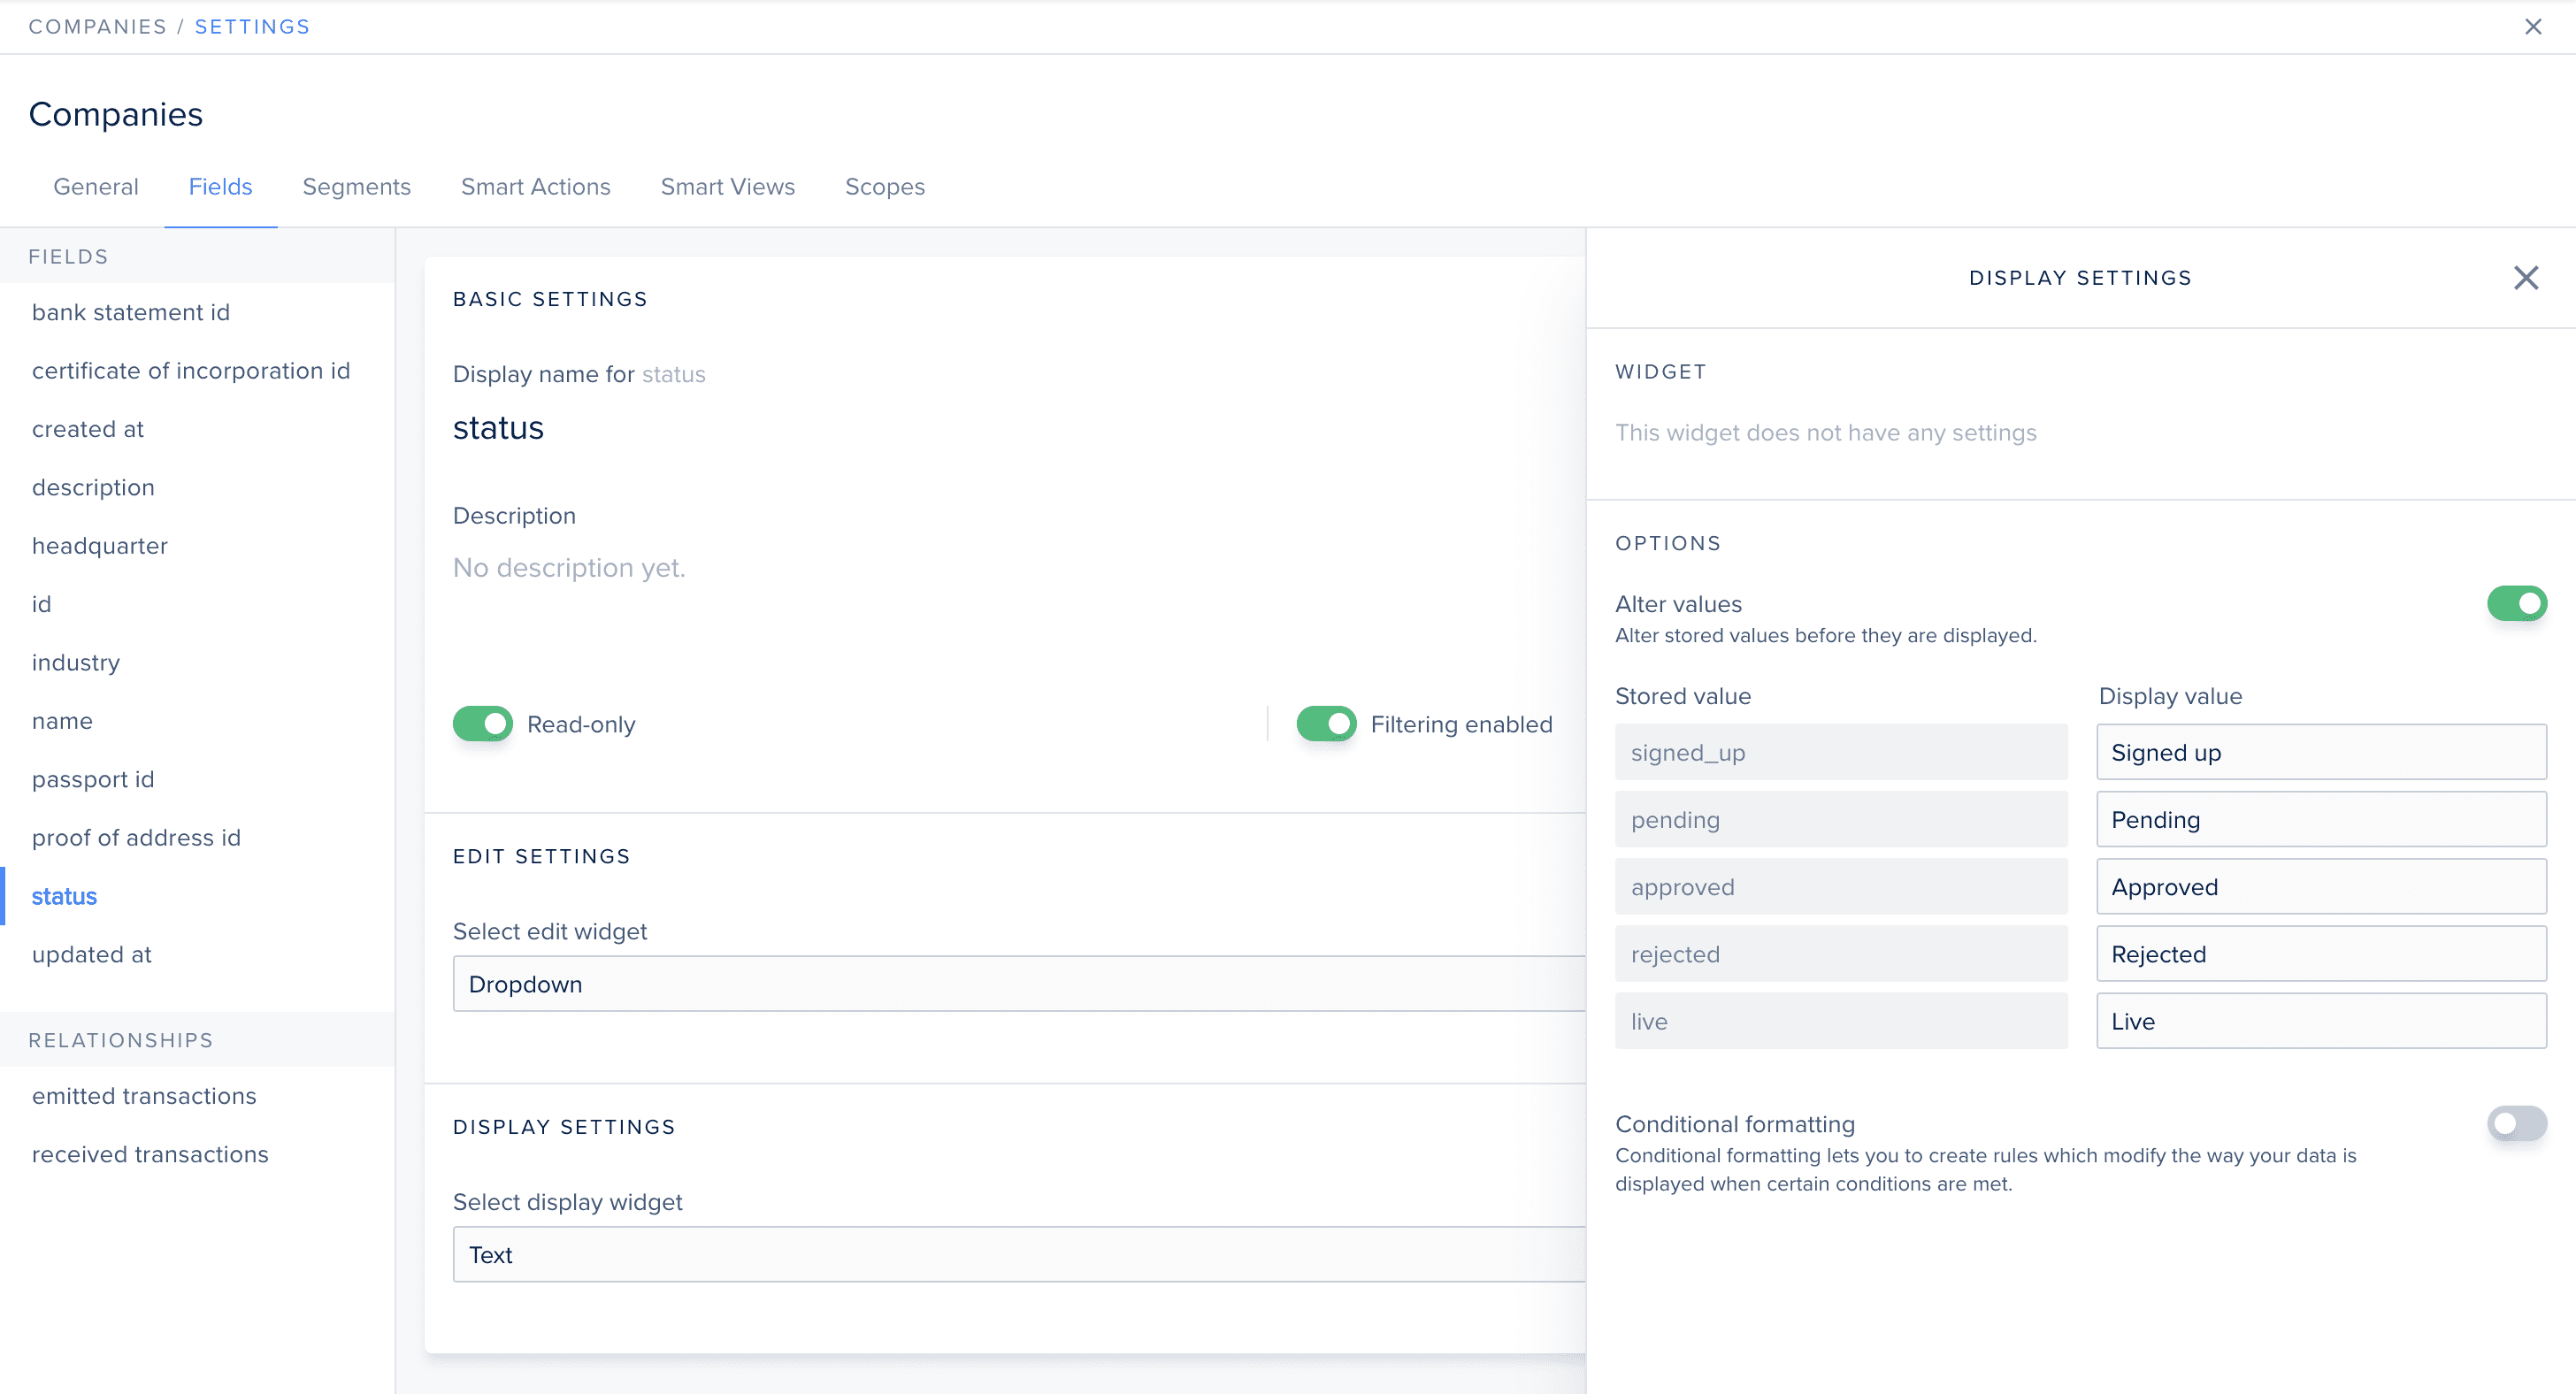 COMPANIES / SETTINGS
Companies
General Fields Segments Smart Actions Smart Views Scopes
FIELDS
bank statement id
certificate of incorporation id
created at
description
headquarter
id
industry
name
passport id
proof of address id
status
updated at
RELATIONSHIPS
emitted transactions
received transactions
BASIC SETTINGS
Display name for status
status
Description
No description yet.
Read-only
Filtering enabled
EDIT SETTINGS
Select edit widget
Dropdown
DISPLAY SETTINGS
Select display widget
Text
DISPLAY SETTINGS
WIDGET
This widget does not have any settings
OPTIONS
Alter values
Alter stored values before they are displayed.
Stored value Display value
signed_up Signed up
pending Pending
approved Approved
rejected Rejected
live Live
Conditional formatting
Conditional formatting lets you to create rules which modify the way your data is
displayed when certain conditions are met.